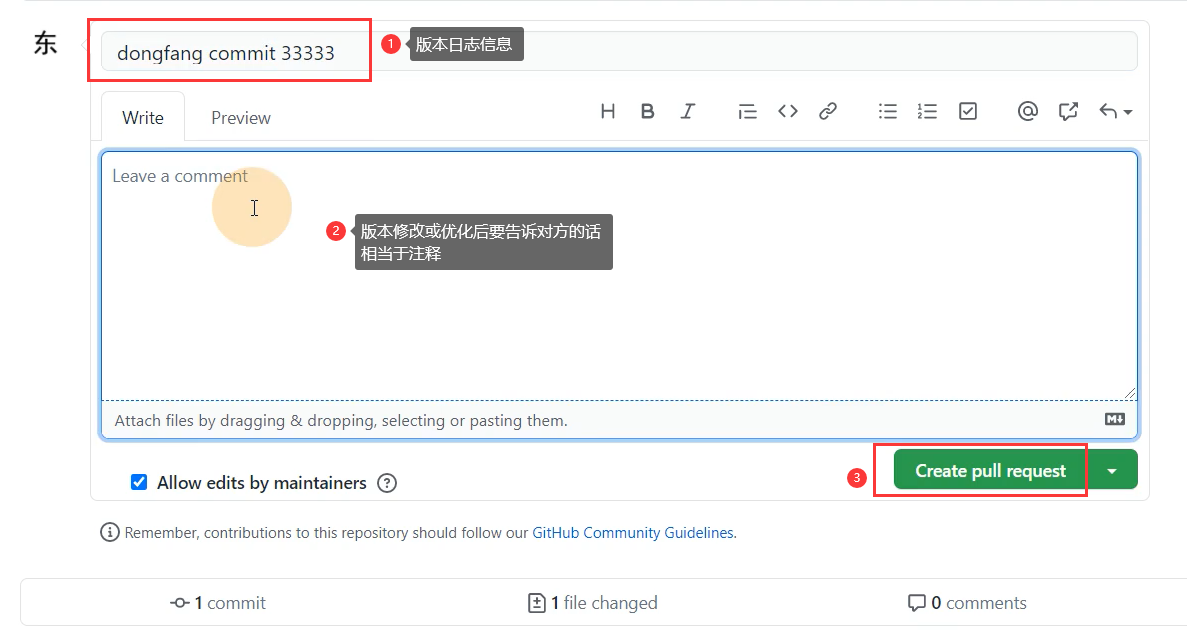 东
dongfang commit 33333
1 版本日志信息
Write Preview
Leave a comment
2 版本修改或优化后要告诉对方的话
相当于注释
Attach files by dragging & dropping, selecting or pasting them.
Allow edits by maintainers
3 Create pull request
Remember, contributions to this repository should follow our GitHub Community Guidelines.
1 commit 1 file changed 0 comments